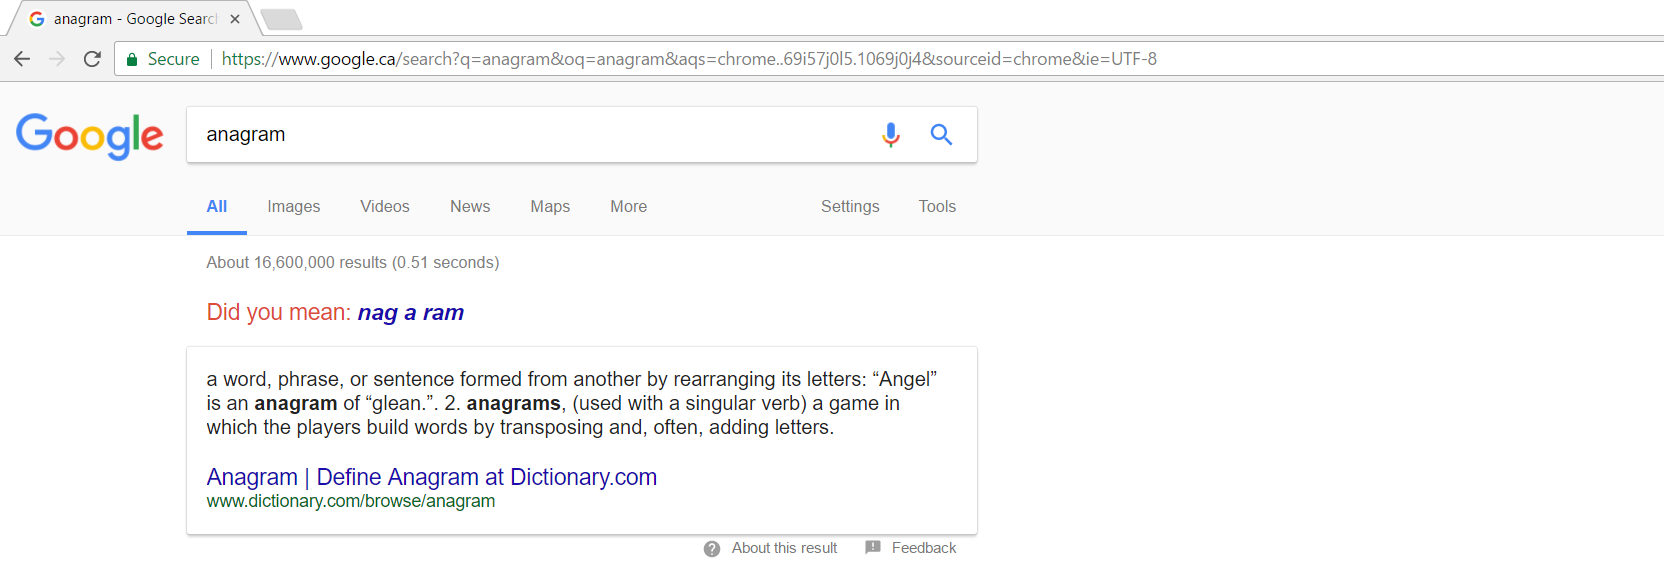 anagram - Google Searc
Secure https://www.google.ca/search?q=anagram&oq=anagram&aqs=chrome..69i57j0l5.1069j0j4&sourceid=chrome&ie=UTF-8
Google anagram
All Images Videos News Maps More Settings Tools
About 16,600,000 results (0.51 seconds)
Did you mean: nag a ram
a word, phrase, or sentence formed from another by rearranging its letters: “Angel”
is an anagram of “glean.”. 2. anagrams, (used with a singular verb) a game in
which the players build words by transposing and, often, adding letters.
Anagram | Define Anagram at Dictionary.com
www.dictionary.com/browse/anagram
About this result Feedback